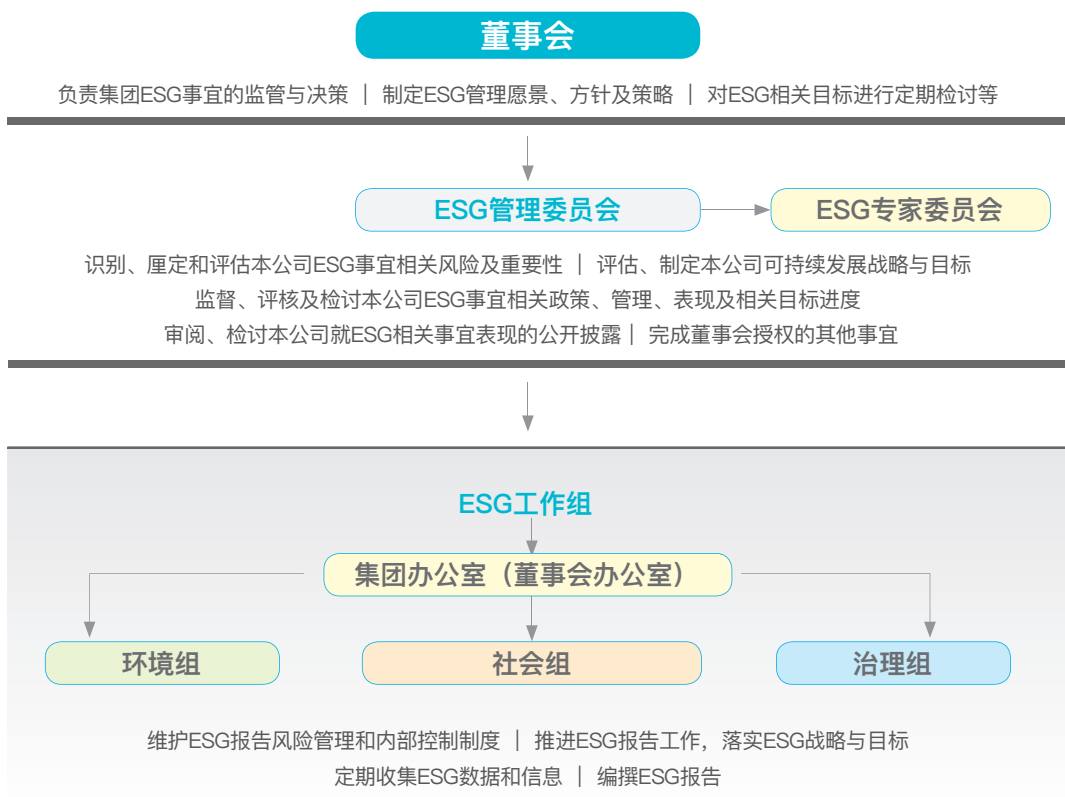 董事会
负责集团ESG事宜的监管与决策 | 制定ESG管理愿景、方针及策略 | 对ESG相关目标进行定期检讨等
ESG管理委员会
ESG专家委员会
识别、厘定和评估本公司ESG事宜相关风险及重要性 | 评估、制定本公司可持续发展战略与目标
监督、评核及检讨本公司ESG事宜相关政策、管理、表现及相关目标进度
审阅、检讨本公司就ESG相关事宜表现的公开披露 | 完成董事会授权的其他事宜
ESG工作组
集团办公室（董事会办公室）
环境组
社会组
治理组
维护ESG报告风险管理和内部控制制度 | 推进ESG报告工作，落实ESG战略与目标
定期收集ESG数据和信息 | 编撰ESG报告